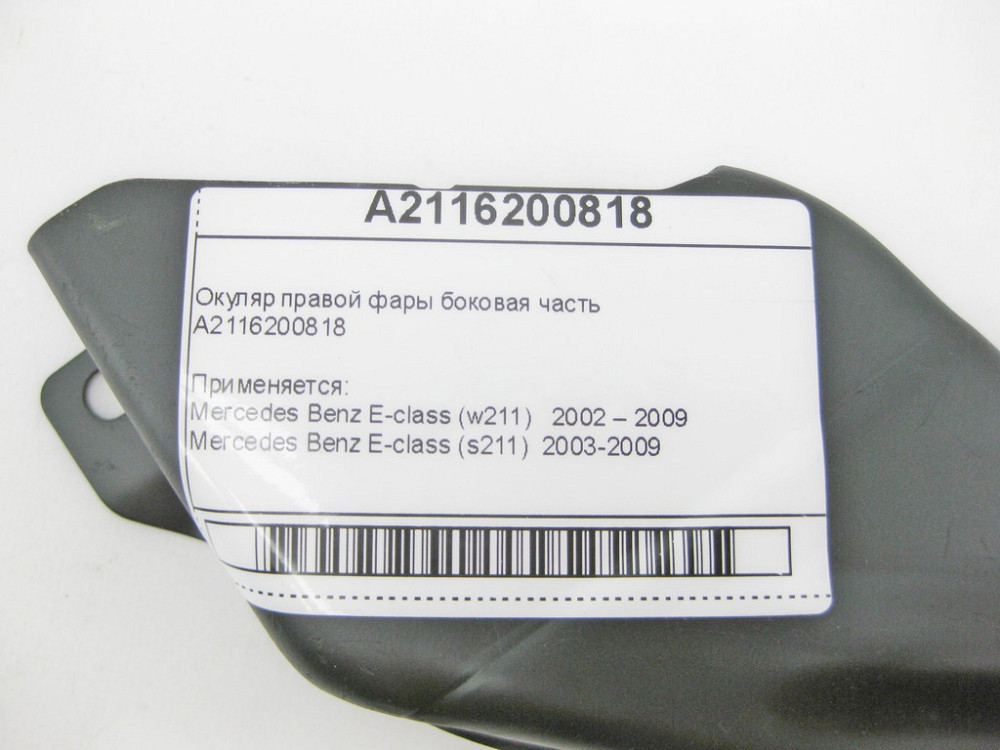 A2116200818
Окуляр правой фары боковая часть
A2116200818
Применяется:
Mercedes Benz E-class (w211) 2002 – 2009
Mercedes Benz E-class (s211) 2003-2009